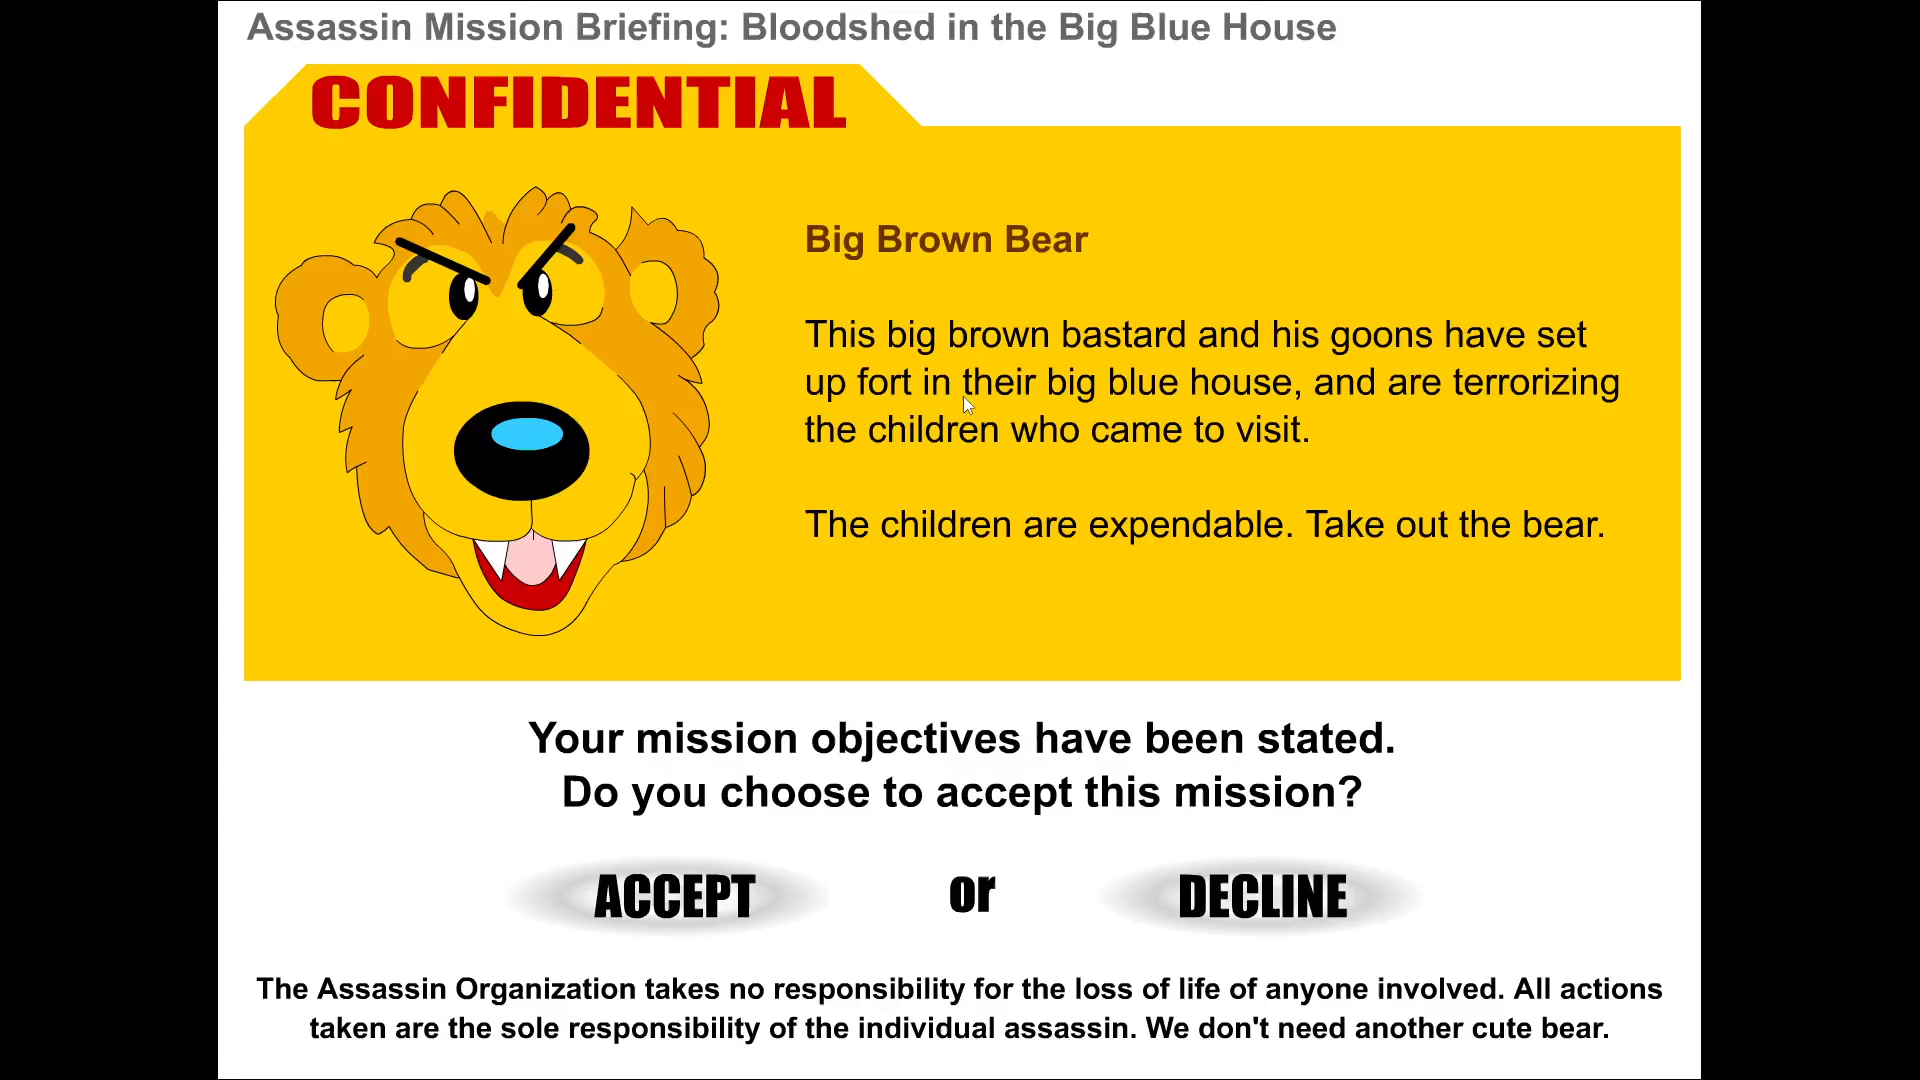 Assassin Mission Briefing: Bloodshed in the Big Blue House
CONFIDENTIAL
Big Brown Bear
This big brown bastard and his goons have set
up fort in their big blue house, and are terrorizing
the children who came to visit.
The children are expendable. Take out the bear.
Your mission objectives have been stated.
Do you choose to accept this mission?
ACCEPT or DECLINE
The Assassin Organization takes no responsibility for the loss of life of anyone involved. All actions
taken are the sole responsibility of the individual assassin. We don't need another cute bear.